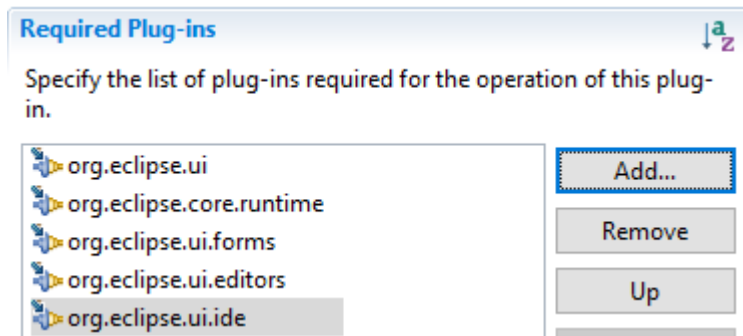 Required Plug-ins
a
z
Specify the list of plug-ins required for the operation of this plug-
in.
org.eclipse.ui
Add...
org.eclipse.core.runtime
Remove
org.eclipse.ui.forms
org.eclipse.ui.editors
Up
org.eclipse.ui.ide